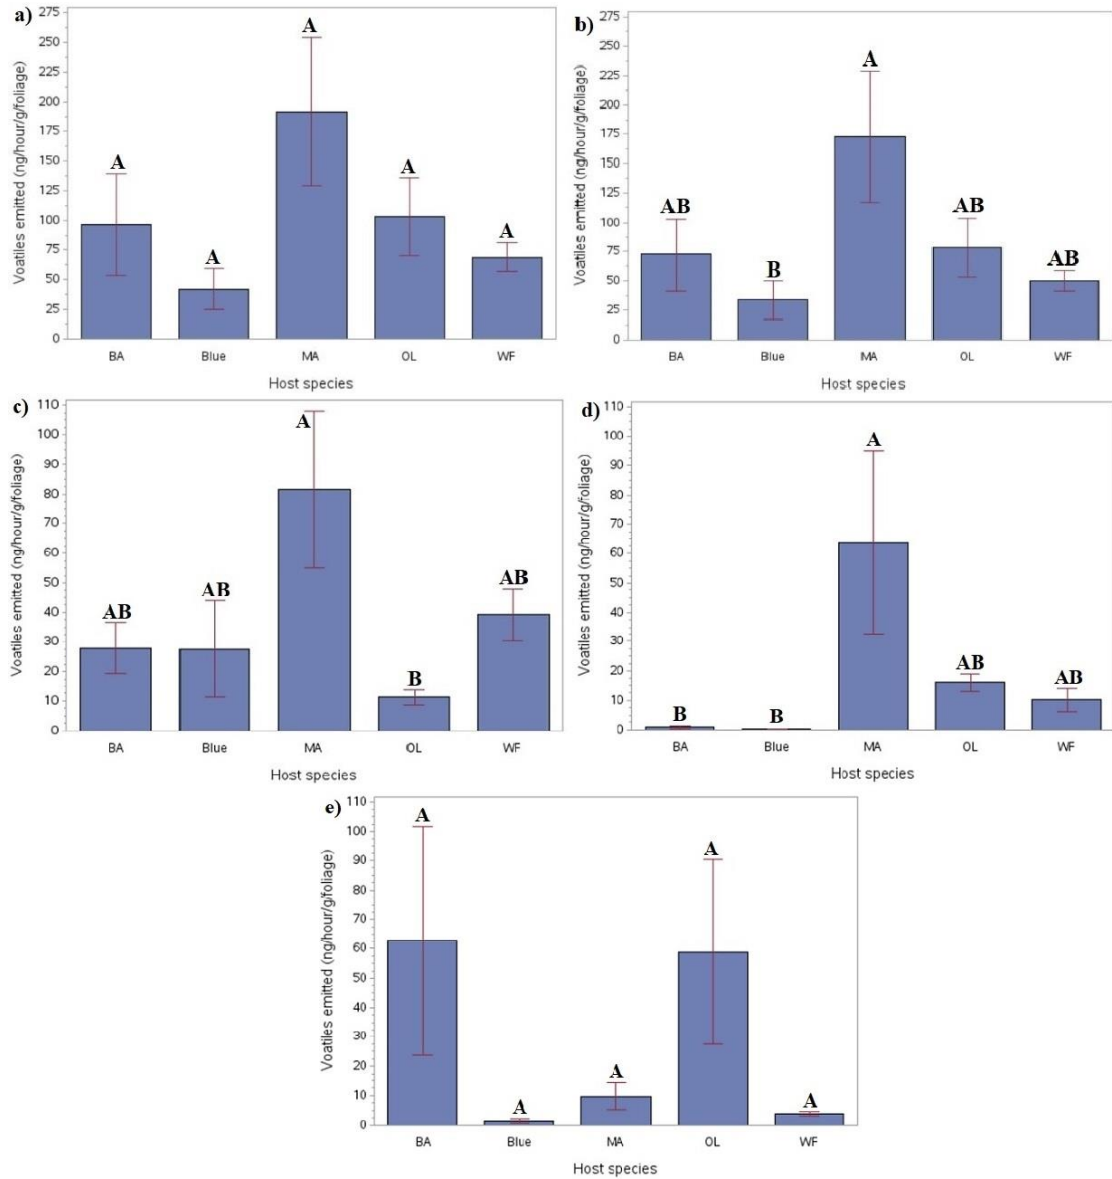 a)
Voatiles emitted (ng/hour/g/foliage)
275
250
225
200
175
150
125
100
75
50
25
0
A A A A A
BA Blue MA OL WF
Host species
b)
Voatiles emitted (ng/hour/g/foliage)
275
250
225
200
175
150
125
100
75
50
25
0
AB B A AB AB
BA Blue MA OL WF
Host species
c)
Voatiles emitted (ng/hour/g/foliage)
110
100
90
80
70
60
50
40
30
20
10
0
AB AB A B AB
BA Blue MA OL WF
Host species
d)
Voatiles emitted (ng/hour/g/foliage)
110
100
90
80
70
60
50
40
30
20
10
0
B B A AB AB
BA Blue MA OL WF
Host species
e)
Voatiles emitted (ng/hour/g/foliage)
110
100
90
80
70
60
50
40
30
20
10
0
A A A A A
BA Blue MA OL WF
Host species